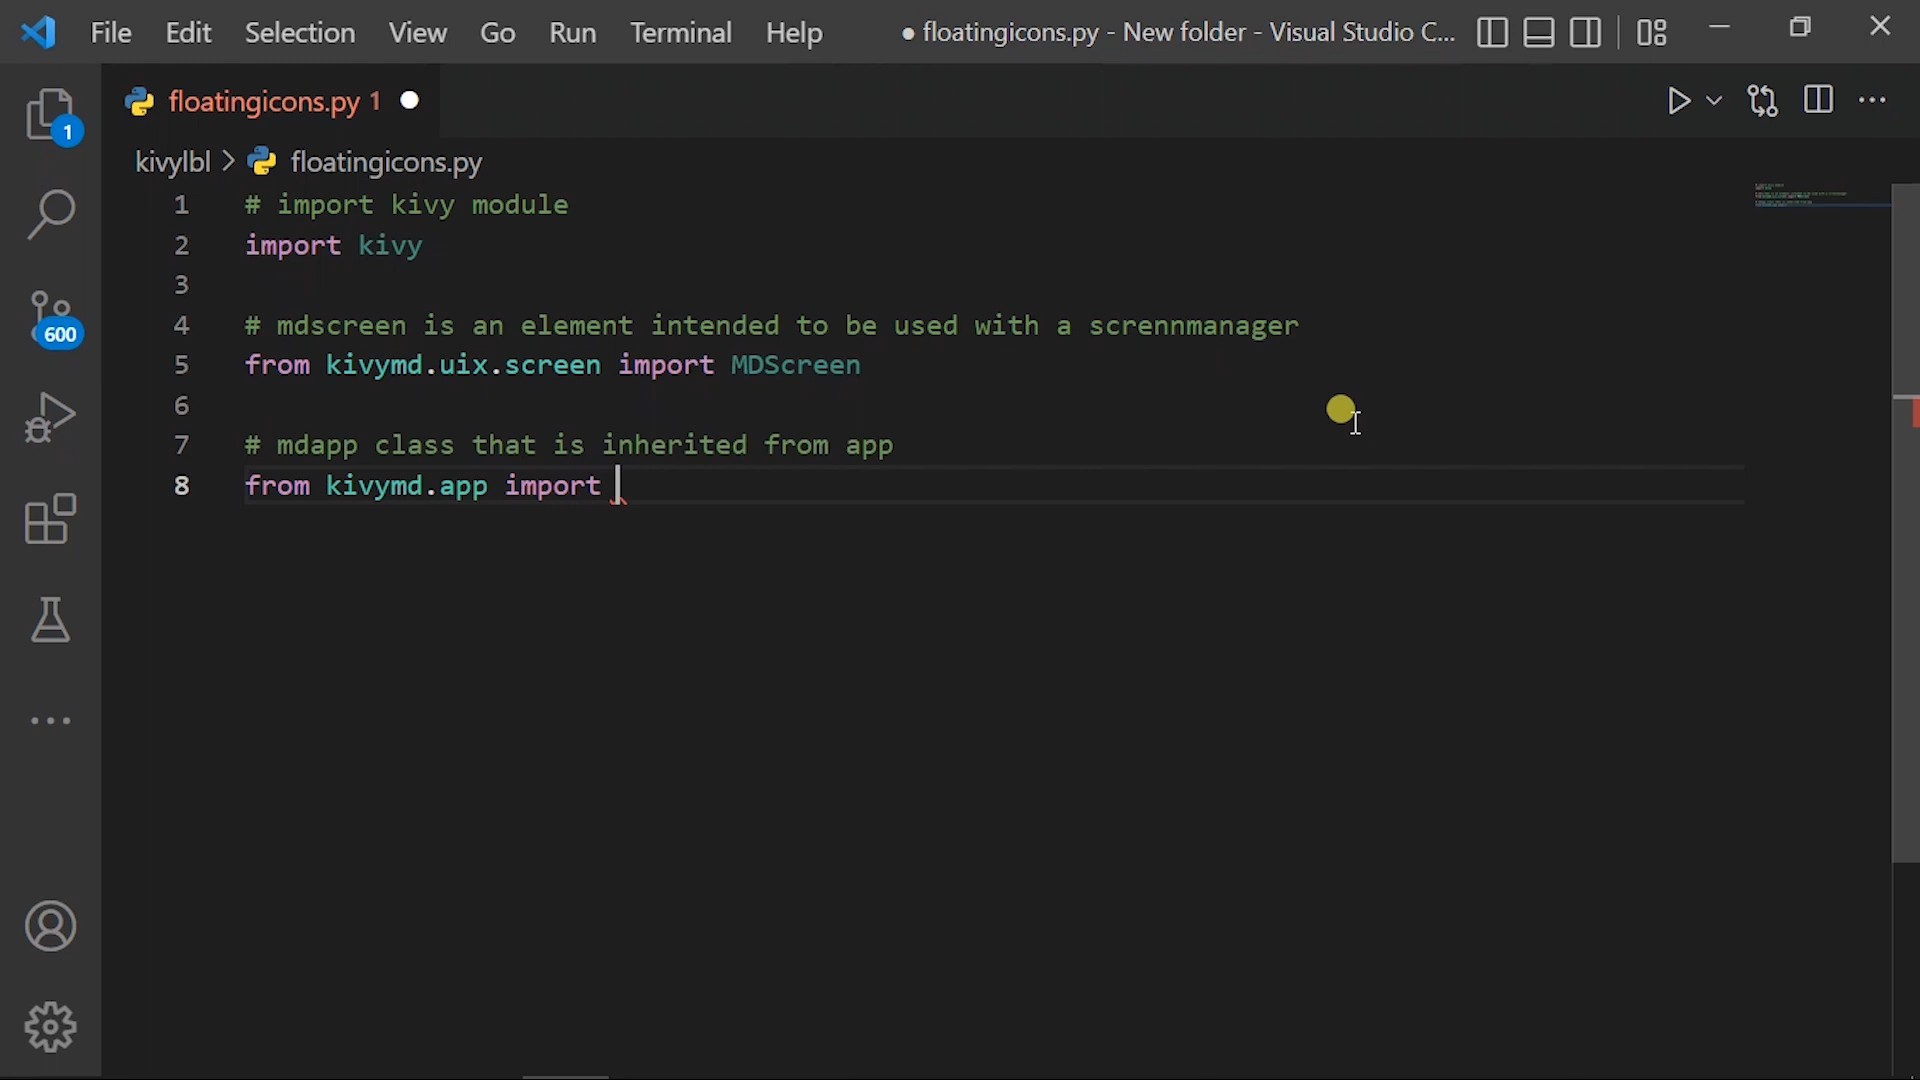 File Edit Selection View Go Run Terminal Help ● floatingicons.py - New folder - Visual Studio C...
floatingicons.py 1
1
kivylbl > floatingicons.py
1 # import kivy module
2 import kivy
3
4 # mdscreen is an element intended to be used with a scrennmanager
600
5 from kivymd.uix.screen import MDScreen
6
7 # mdapp class that is inherited from app
8 from kivymd.app import